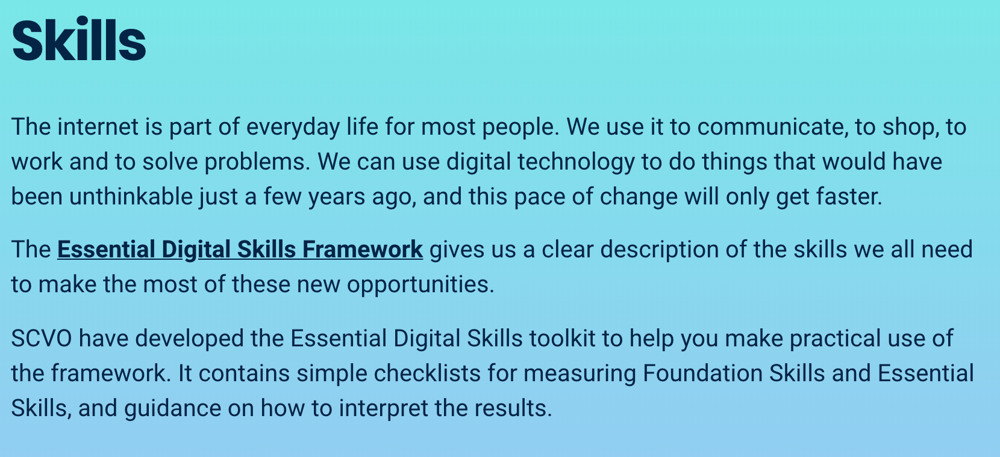 Skills
The internet is part of everyday life for most people. We use it to communicate, to shop, to
work and to solve problems. We can use digital technology to do things that would have
been unthinkable just a few years ago, and this pace of change will only get faster.
The Essential Digital Skills Framework gives us a clear description of the skills we all need
to make the most of these new opportunities.
SCVO have developed the Essential Digital Skills toolkit to help you make practical use of
the framework. It contains simple checklists for measuring Foundation Skills and Essential
Skills, and guidance on how to interpret the results.